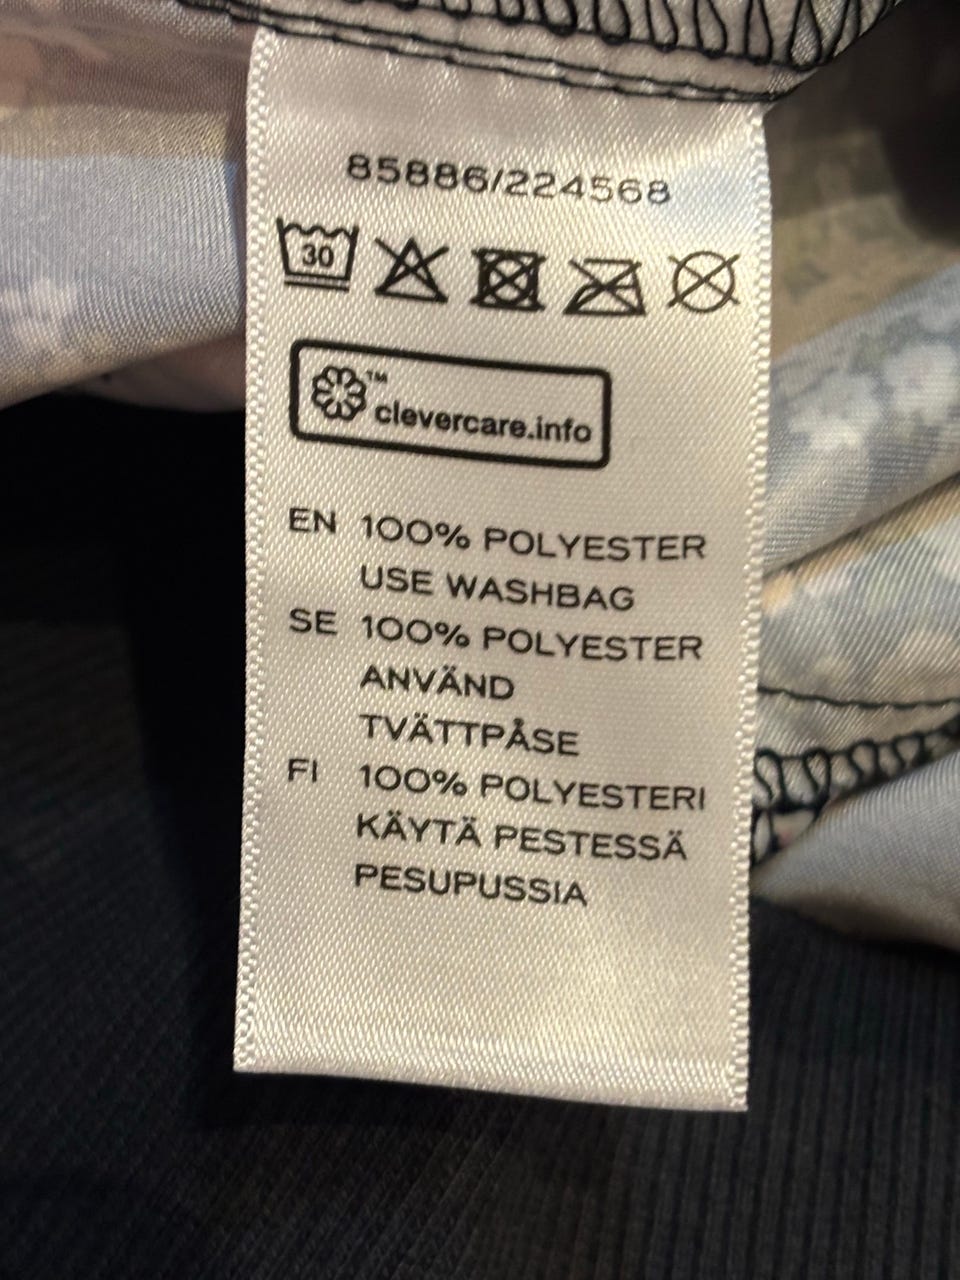 85886/224568
30
™
clevercare.info
EN 100% POLYESTER
USE WASHBAG
SE 100% POLYESTER
ANVÄND
TVÄTTPÅSE
FI 100% POLYESTERI
KÄYTÄ PESTESSÄ
PESUPUSSIA